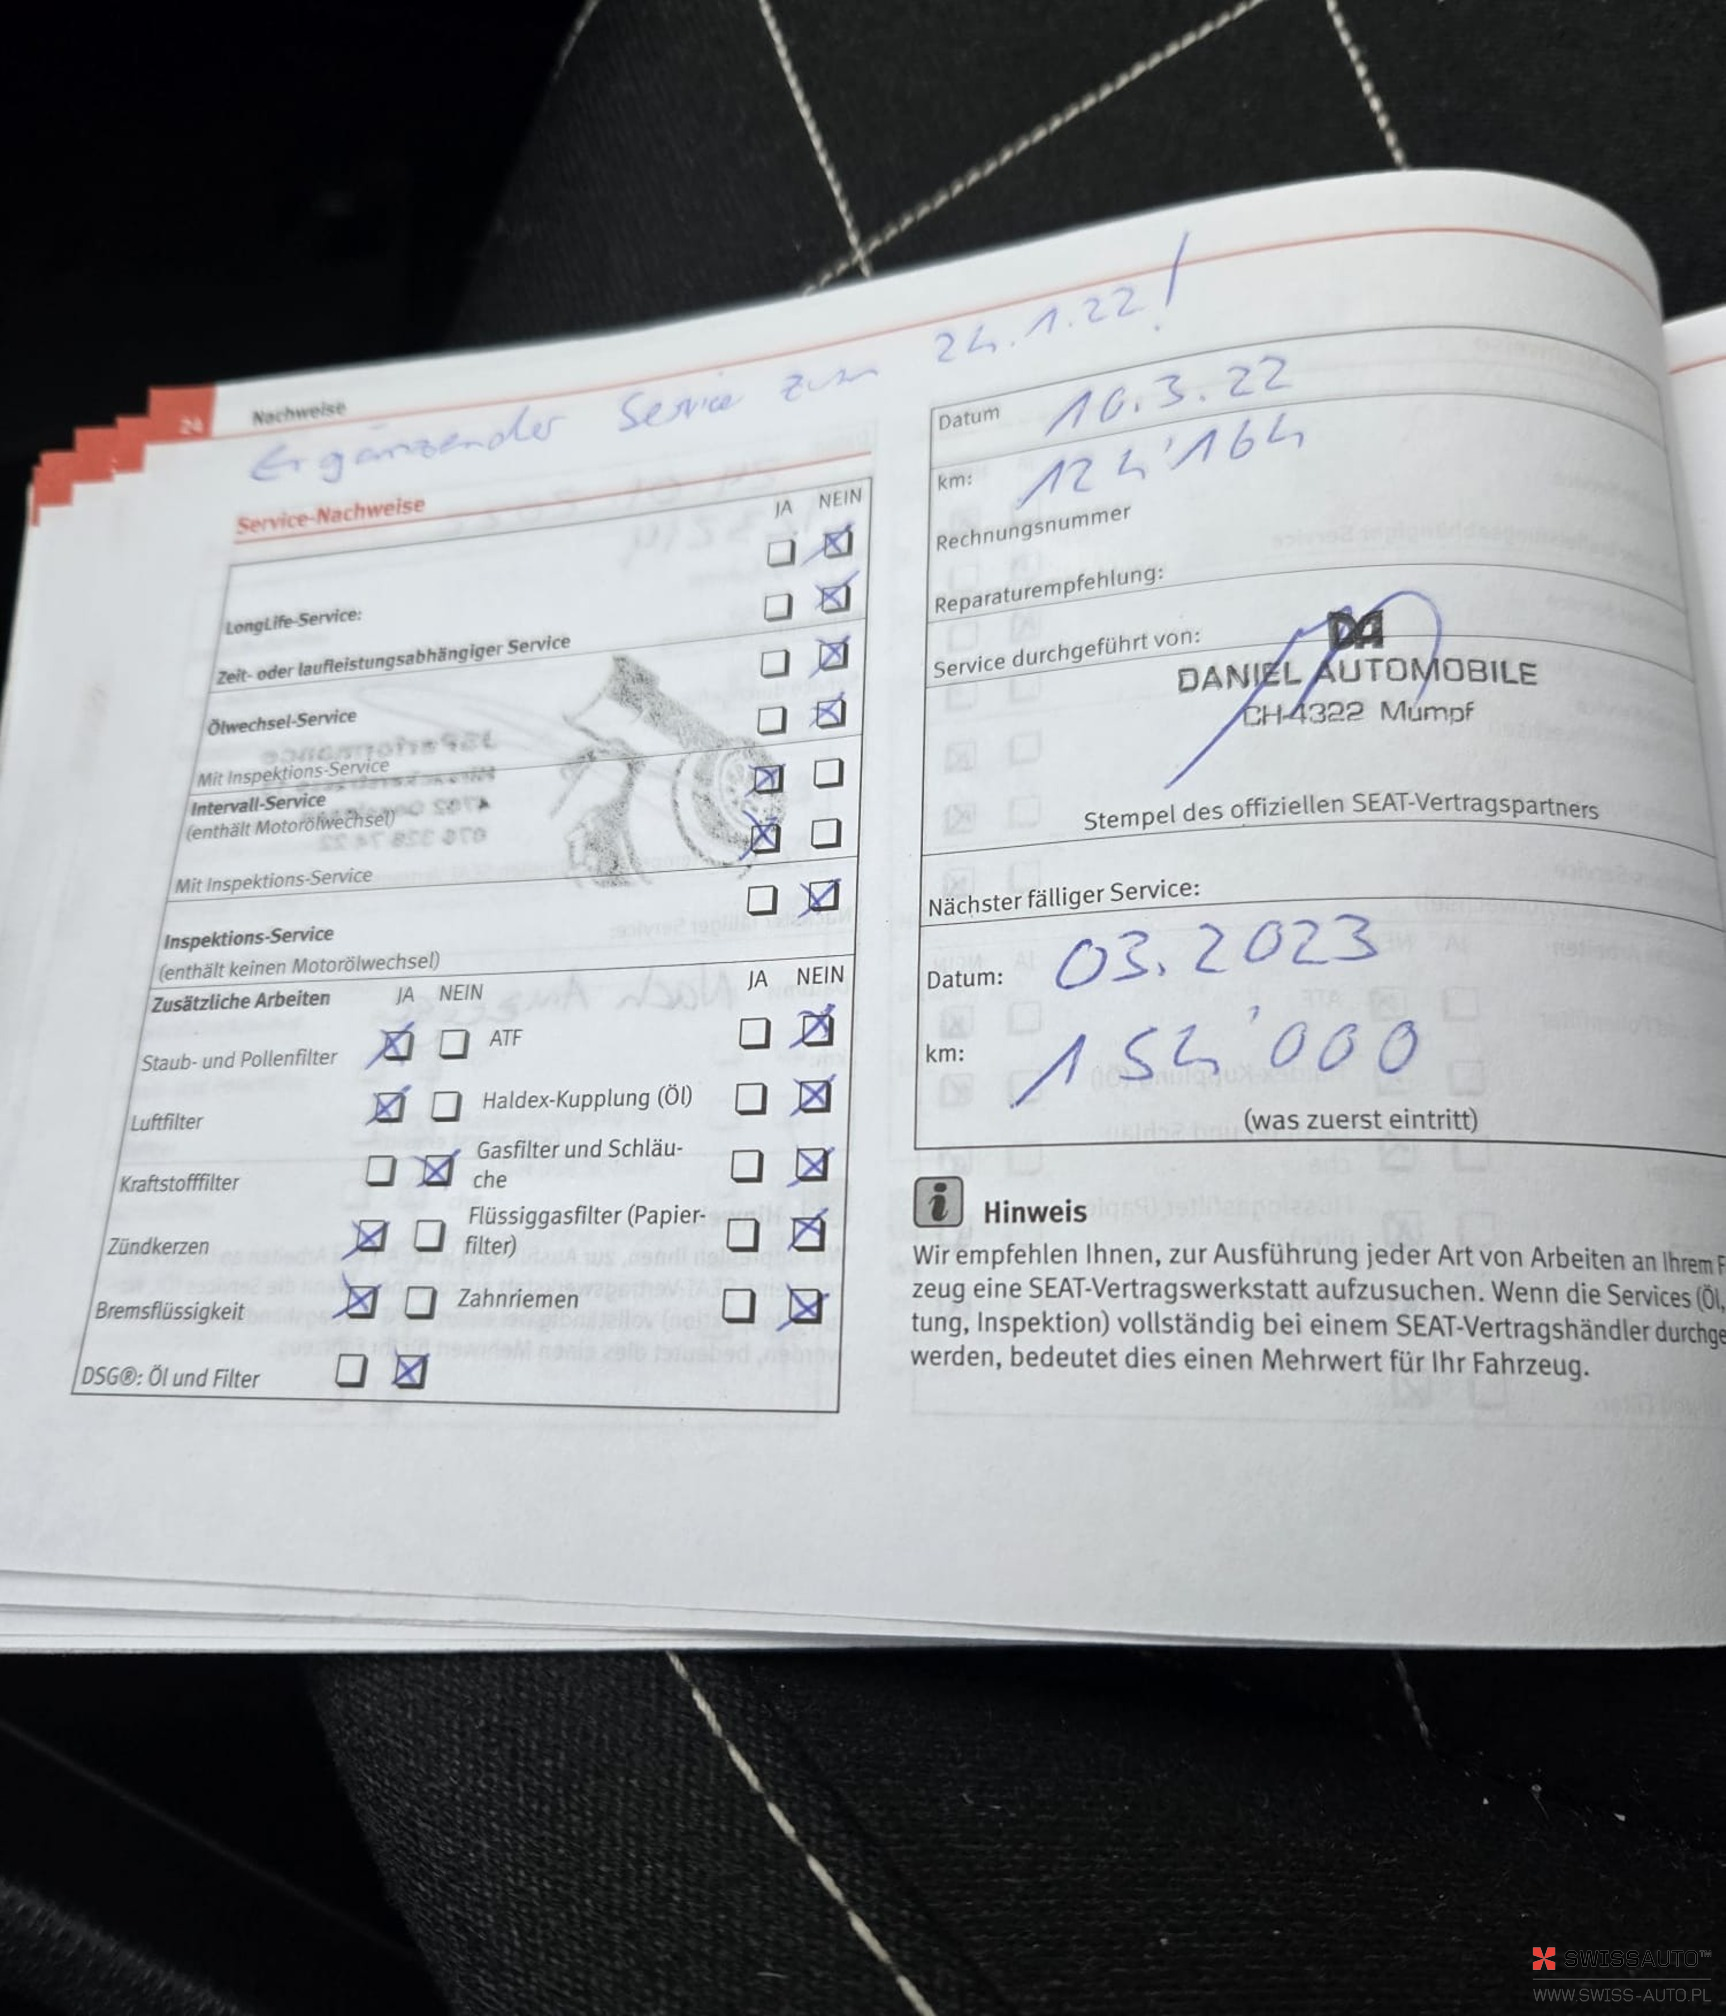 24
Nachweise
Ergänzender Service zum 24.1.22!
Service-Nachweise
JA NEIN
LongLife-Service:
Zeit- oder laufleistungsabhängiger Service
Ölwechsel-Service
Mit Inspektions-Service
Intervall-Service
(enthält Motorölwechsel)
Mit Inspektions-Service
Inspektions-Service
(enthält keinen Motorölwechsel)
Zusätzliche Arbeiten JA NEIN JA NEIN
Staub- und Pollenfilter ATF
Luftfilter Haldex-Kupplung (Öl)
Kraftstofffilter Gasfilter und Schläu-
che
Zündkerzen Flüssiggasfilter (Papier-
filter)
Bremsflüssigkeit Zahnriemen
DSG®: Öl und Filter
Datum 10.3.22
km: 124'164
Rechnungsnummer
Reparaturempfehlung:
Service durchgeführt von:
DA
DANIEL AUTOMOBILE
CH-4322 Mumpf
Stempel des offiziellen SEAT-Vertragspartners
Nächster fälliger Service:
Datum: 03.2023
km: 154'000
(was zuerst eintritt)
i Hinweis
Wir empfehlen Ihnen, zur Ausführung jeder Art von Arbeiten an Ihrem F
zeug eine SEAT-Vertragswerkstatt aufzusuchen. Wenn die Services (Öl,
tung, Inspektion) vollständig bei einem SEAT-Vertragshändler durchge
werden, bedeutet dies einen Mehrwert für Ihr Fahrzeug.
SWISSAUTO™
WWW.SWISS-AUTO.PL